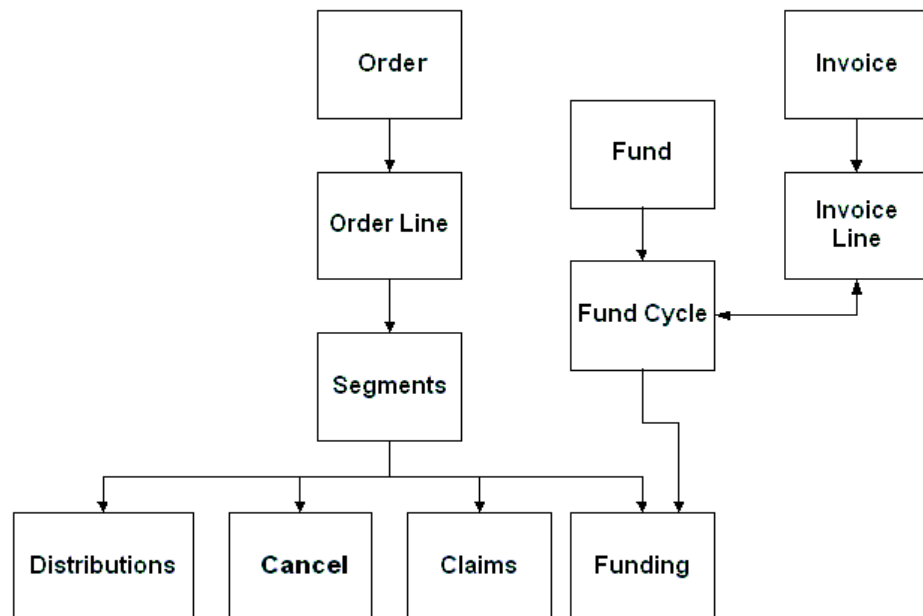 Order
Invoice
Fund
Order Line
Invoice
Line
Fund Cycle
Segments
Distributions
Cancel
Claims
Funding